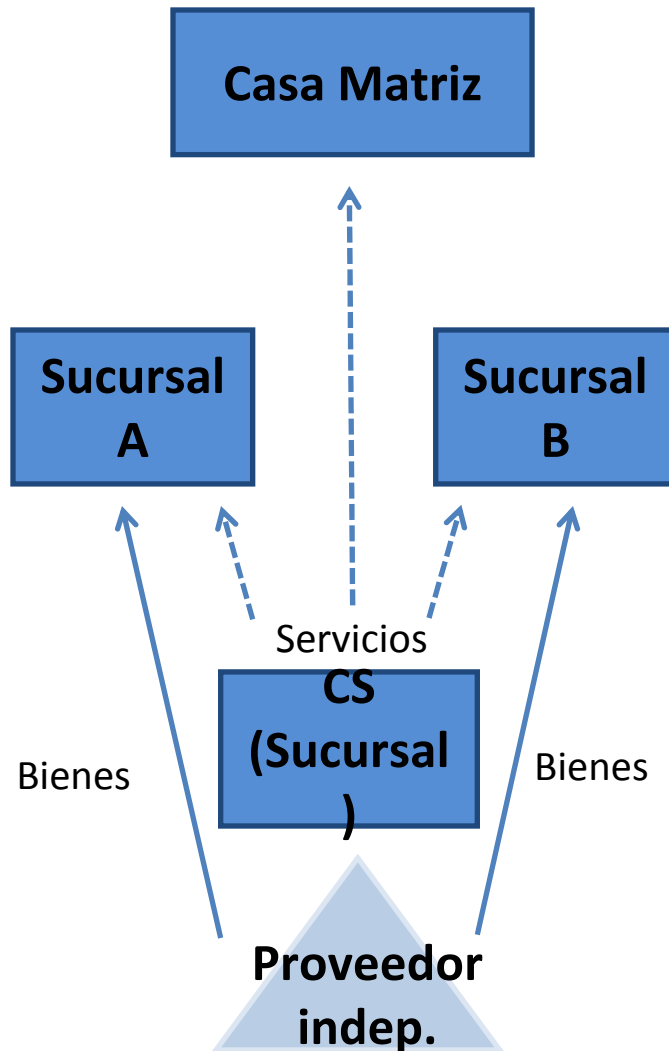 Casa Matriz
Sucursal
A
Sucursal
B
Servicios
CS
(Sucursal
)
Bienes
Bienes
Proveedor
indep.